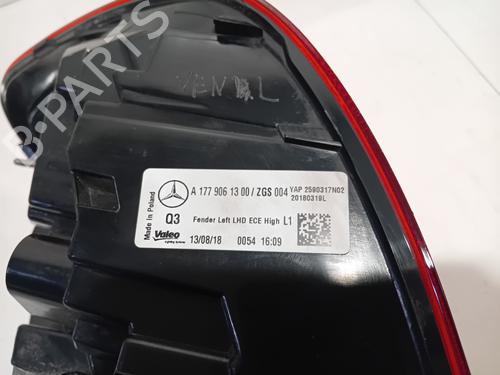 B-PARTS
VEN L
A 177 906 13 00 / ZGS 004
YAP 2590317N02
20180319L
Made in Poland
Q3
Fender Left LHD ECE High L1
Valeo
13/08/18 0054 16:09